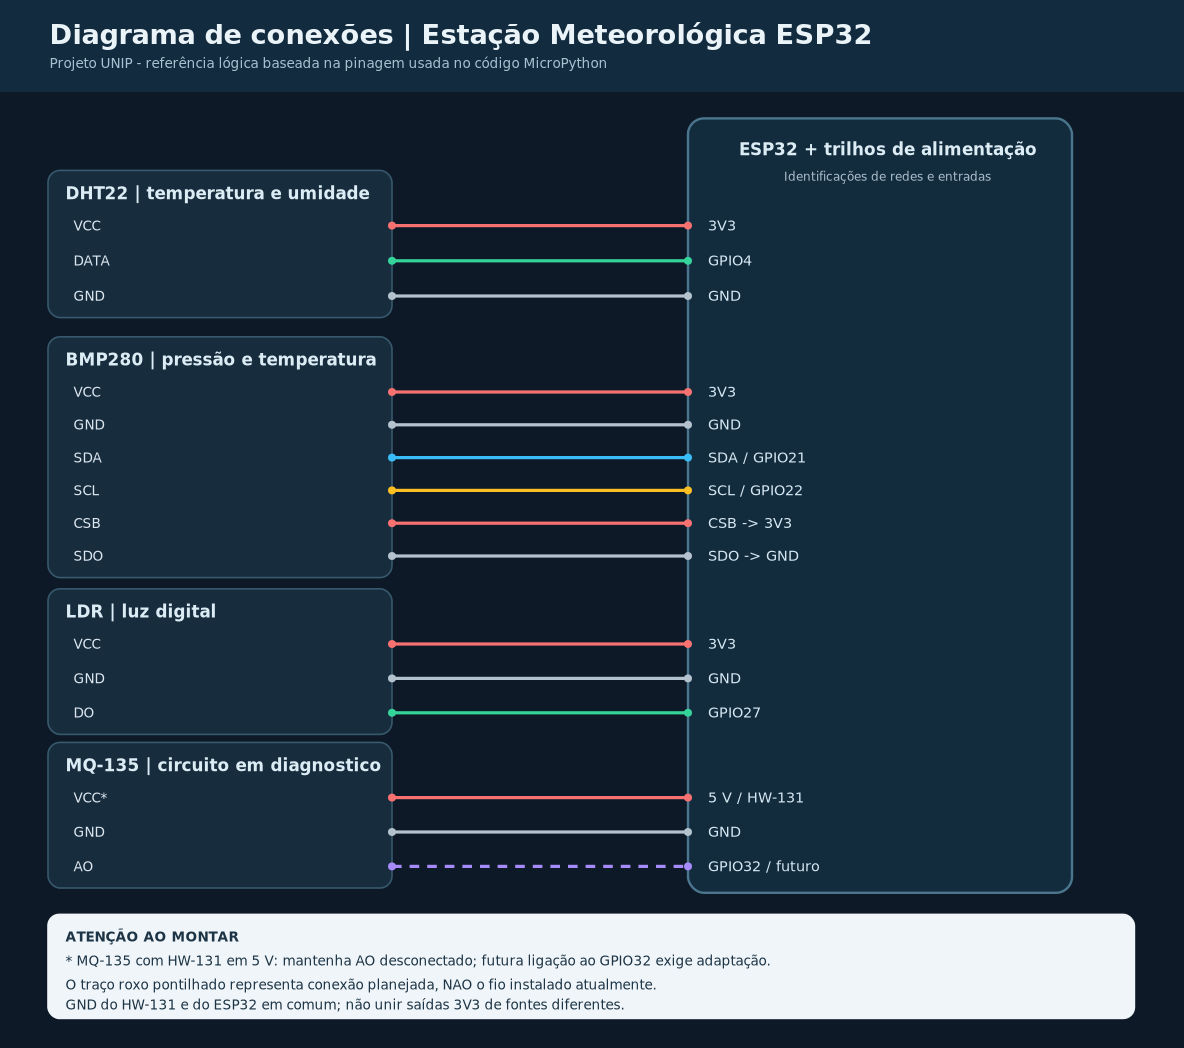 Diagrama de conexões | Estação Meteorológica ESP32
Projeto UNIP - referência lógica baseada na pinagem usada no código MicroPython
ESP32 + trilhos de alimentação
Identificações de redes e entradas
DHT22 | temperatura e umidade
VCC 3V3
DATA GPIO4
GND GND
BMP280 | pressão e temperatura
VCC 3V3
GND GND
SDA SDA / GPIO21
SCL SCL / GPIO22
CSB CSB -> 3V3
SDO SDO -> GND
LDR | luz digital
VCC 3V3
GND GND
DO GPIO27
MQ-135 | circuito em diagnostico
VCC* 5 V / HW-131
GND GND
AO GPIO32 / futuro
ATENÇÃO AO MONTAR
* MQ-135 com HW-131 em 5 V: mantenha AO desconectado; futura ligação ao GPIO32 exige adaptação.
O traço roxo pontilhado representa conexão planejada, NAO o fio instalado atualmente.
GND do HW-131 e do ESP32 em comum; não unir saídas 3V3 de fontes diferentes.